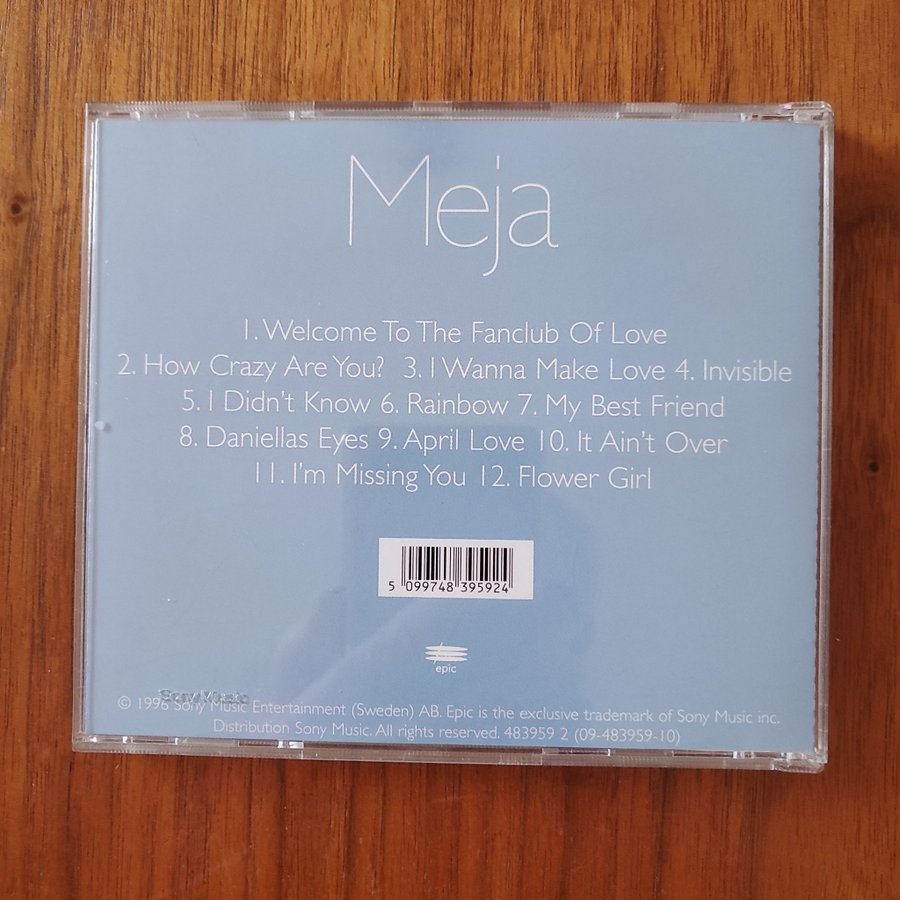 Meja
1. Welcome To The Fanclub Of Love
2. How Crazy Are You? 3. I Wanna Make Love 4. Invisible
5. I Didn't Know 6. Rainbow 7. My Best Friend
8. Daniellas Eyes 9. April Love 10. It Ain't Over
11. I'm Missing You 12. Flower Girl
5 099748 395924
epic
Sony Music
© 1996 Sony Music Entertainment (Sweden) AB. Epic is the exclusive trademark of Sony Music inc.
Distribution Sony Music. All rights reserved. 483959 2 (09-483959-10)